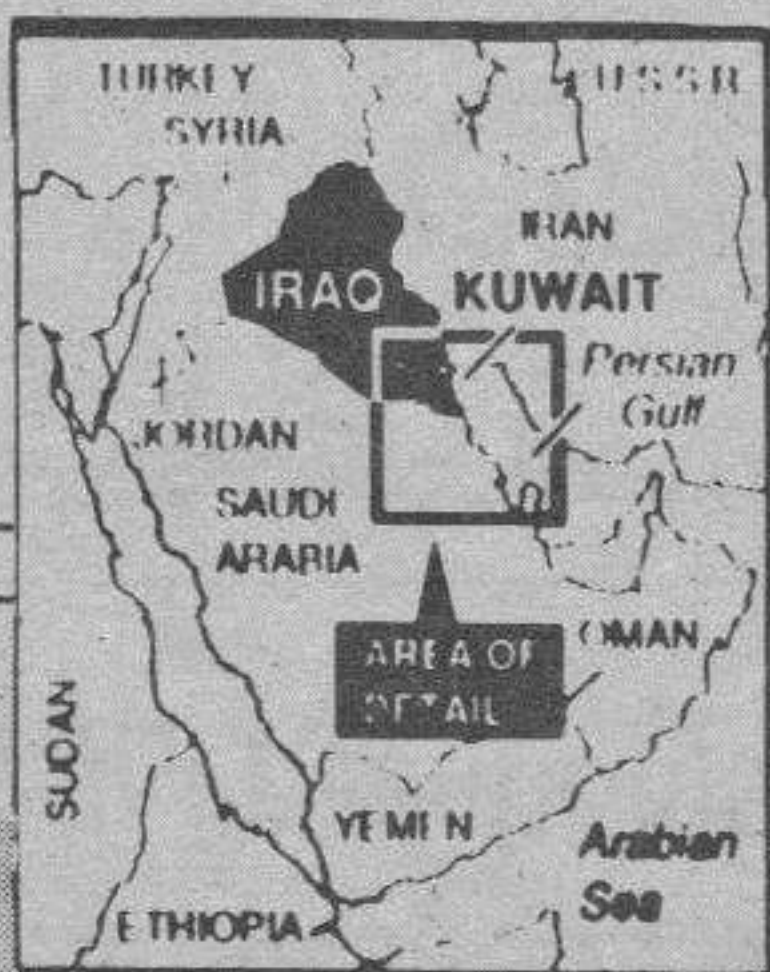 TURKEY
U.S.S.R.
SYRIA
IRAN
IRAQ
KUWAIT
Persian
Gulf
JORDAN
SAUDI
ARABIA
AREA OF
DETAIL
OMAN
SUDAN
YEMEN
Arabian
Sea
ETHIOPIA